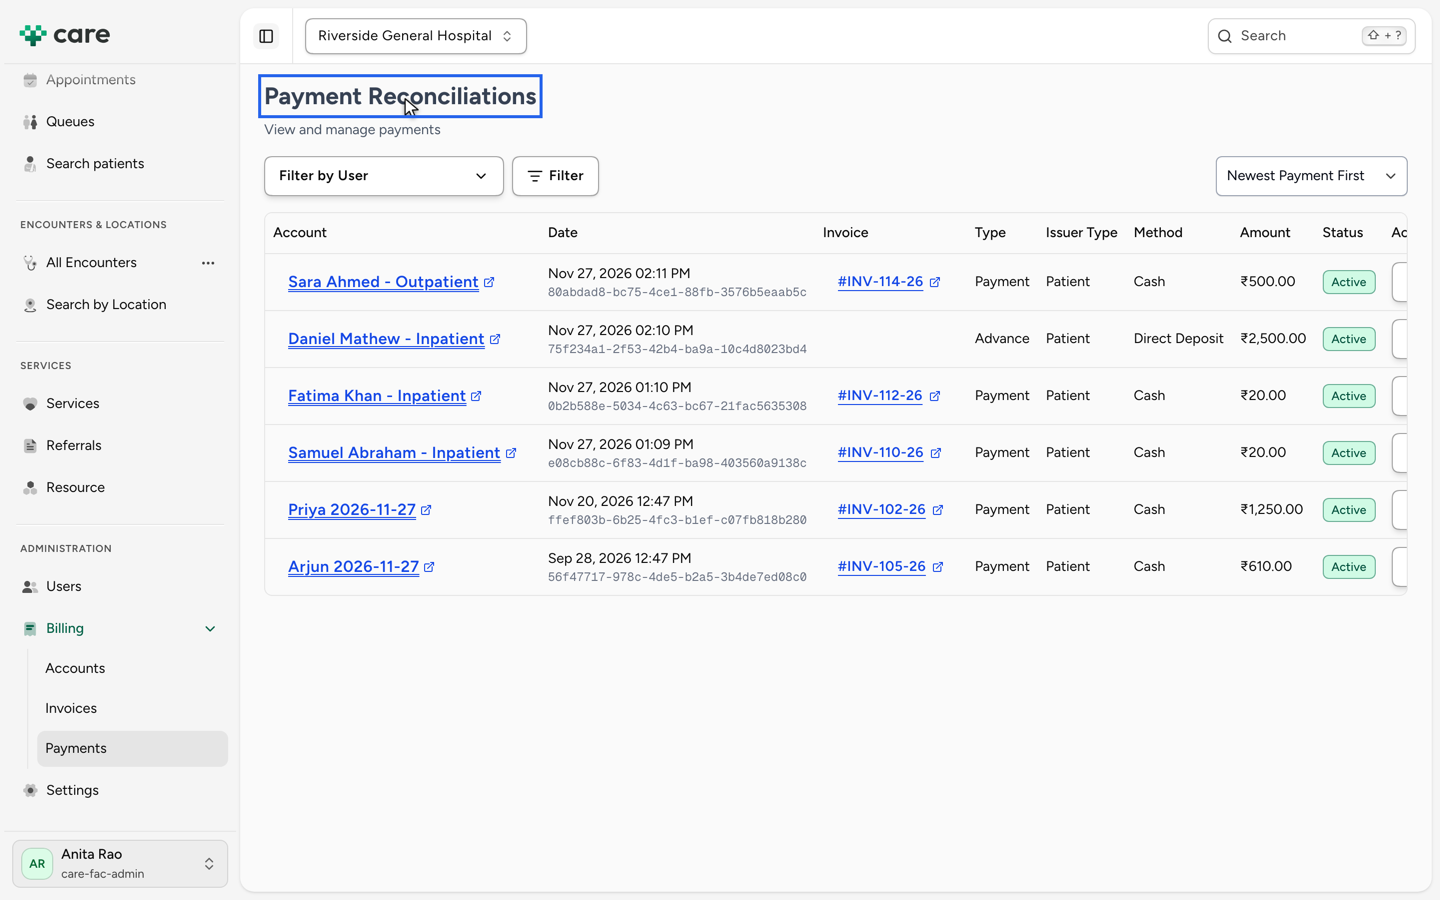 care
Appointments
Queues
Search patients
ENCOUNTERS & LOCATIONS
All Encounters
Search by Location
SERVICES
Services
Referrals
Resource
ADMINISTRATION
Users
Billing
Accounts
Invoices
Payments
Settings
AR
Anita Rao
care-fac-admin
Riverside General Hospital
Search
+ ?
Payment Reconciliations
View and manage payments
Filter by User
Filter
Newest Payment First
Account Date Invoice Type Issuer Type Method Amount Status Ac
Sara Ahmed - Outpatient Nov 27, 2026 02:11 PM #INV-114-26 Payment Patient Cash ₹500.00 Active
80abdad8-bc75-4ce1-88fb-3576b5eaab5c
Daniel Mathew - Inpatient Nov 27, 2026 02:10 PM Advance Patient Direct Deposit ₹2,500.00 Active
75f234a1-2f53-42b4-ba9a-10c4d8023bd4
Fatima Khan - Inpatient Nov 27, 2026 01:10 PM #INV-112-26 Payment Patient Cash ₹20.00 Active
0b2b588e-5034-4c63-bc67-21fac5635308
Samuel Abraham - Inpatient Nov 27, 2026 01:09 PM #INV-110-26 Payment Patient Cash ₹20.00 Active
e08cb88c-6f83-4d1f-ba98-403560a9138c
Priya 2026-11-27 Nov 20, 2026 12:47 PM #INV-102-26 Payment Patient Cash ₹1,250.00 Active
ffef803b-6b25-4fc3-b1ef-c07fb818b280
Arjun 2026-11-27 Sep 28, 2026 12:47 PM #INV-105-26 Payment Patient Cash ₹610.00 Active
56f47717-978c-4de5-b2a5-3b4de7ed08c0